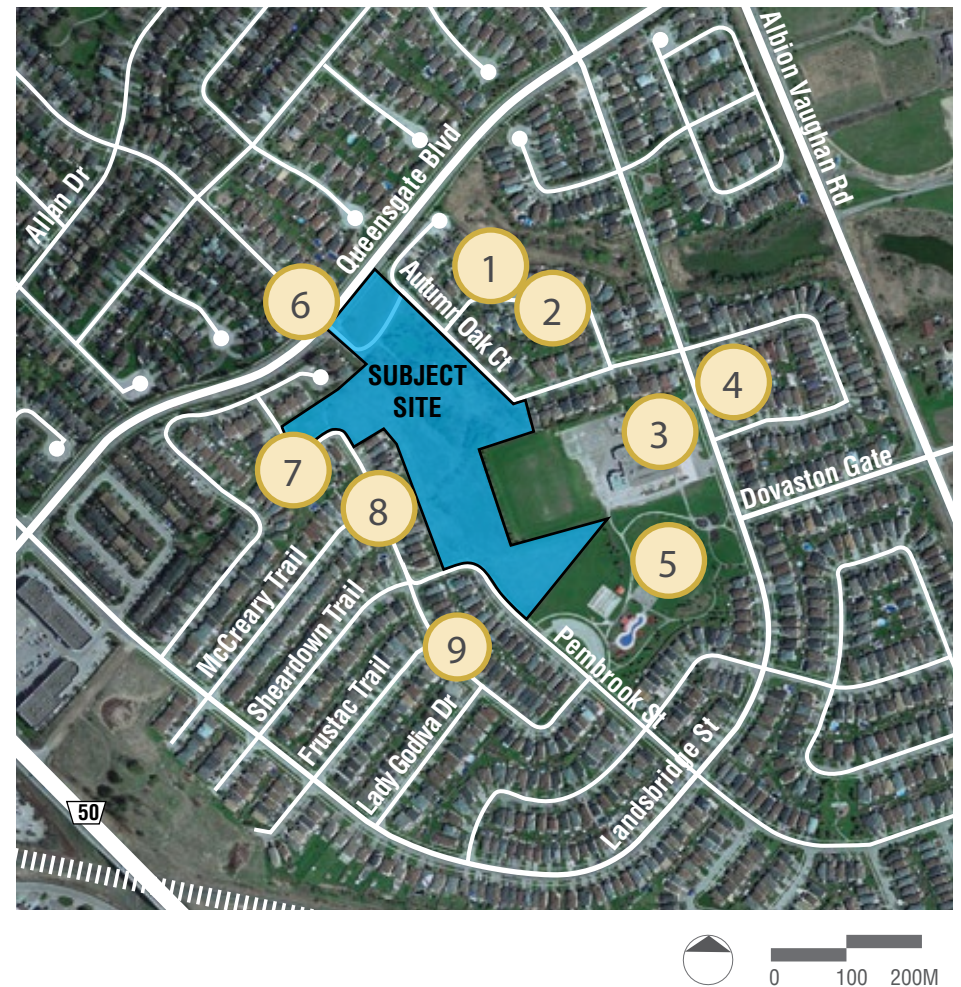 Albion Vaughan Rd
Allan Dr
Queensgate Blvd
1
Autumn Oak Ct
2
6
SUBJECT
SITE
4
3
7
Dovaston Gate
8
5
McCreary Trail
Sheardown Trail
9
Pembrook St
Frustac Trail
Lady Godiva Dr
Landsbridge St
50
0 100 200M